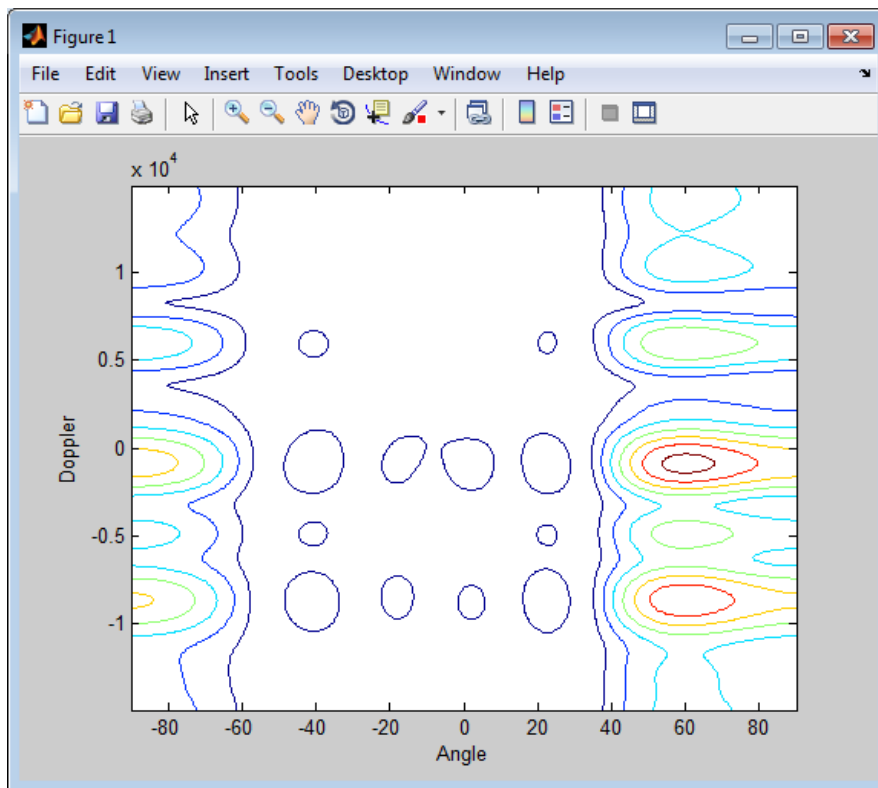 Figure 1
File Edit View Insert Tools Desktop Window Help
x 10^4
1
0.5
0
-0.5
-1
Doppler
-80 -60 -40 -20 0 20 40 60 80
Angle